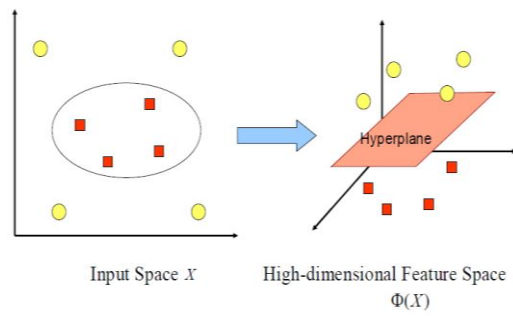 Hyperplane
Input Space X
High-dimensional Feature Space
Φ(X)